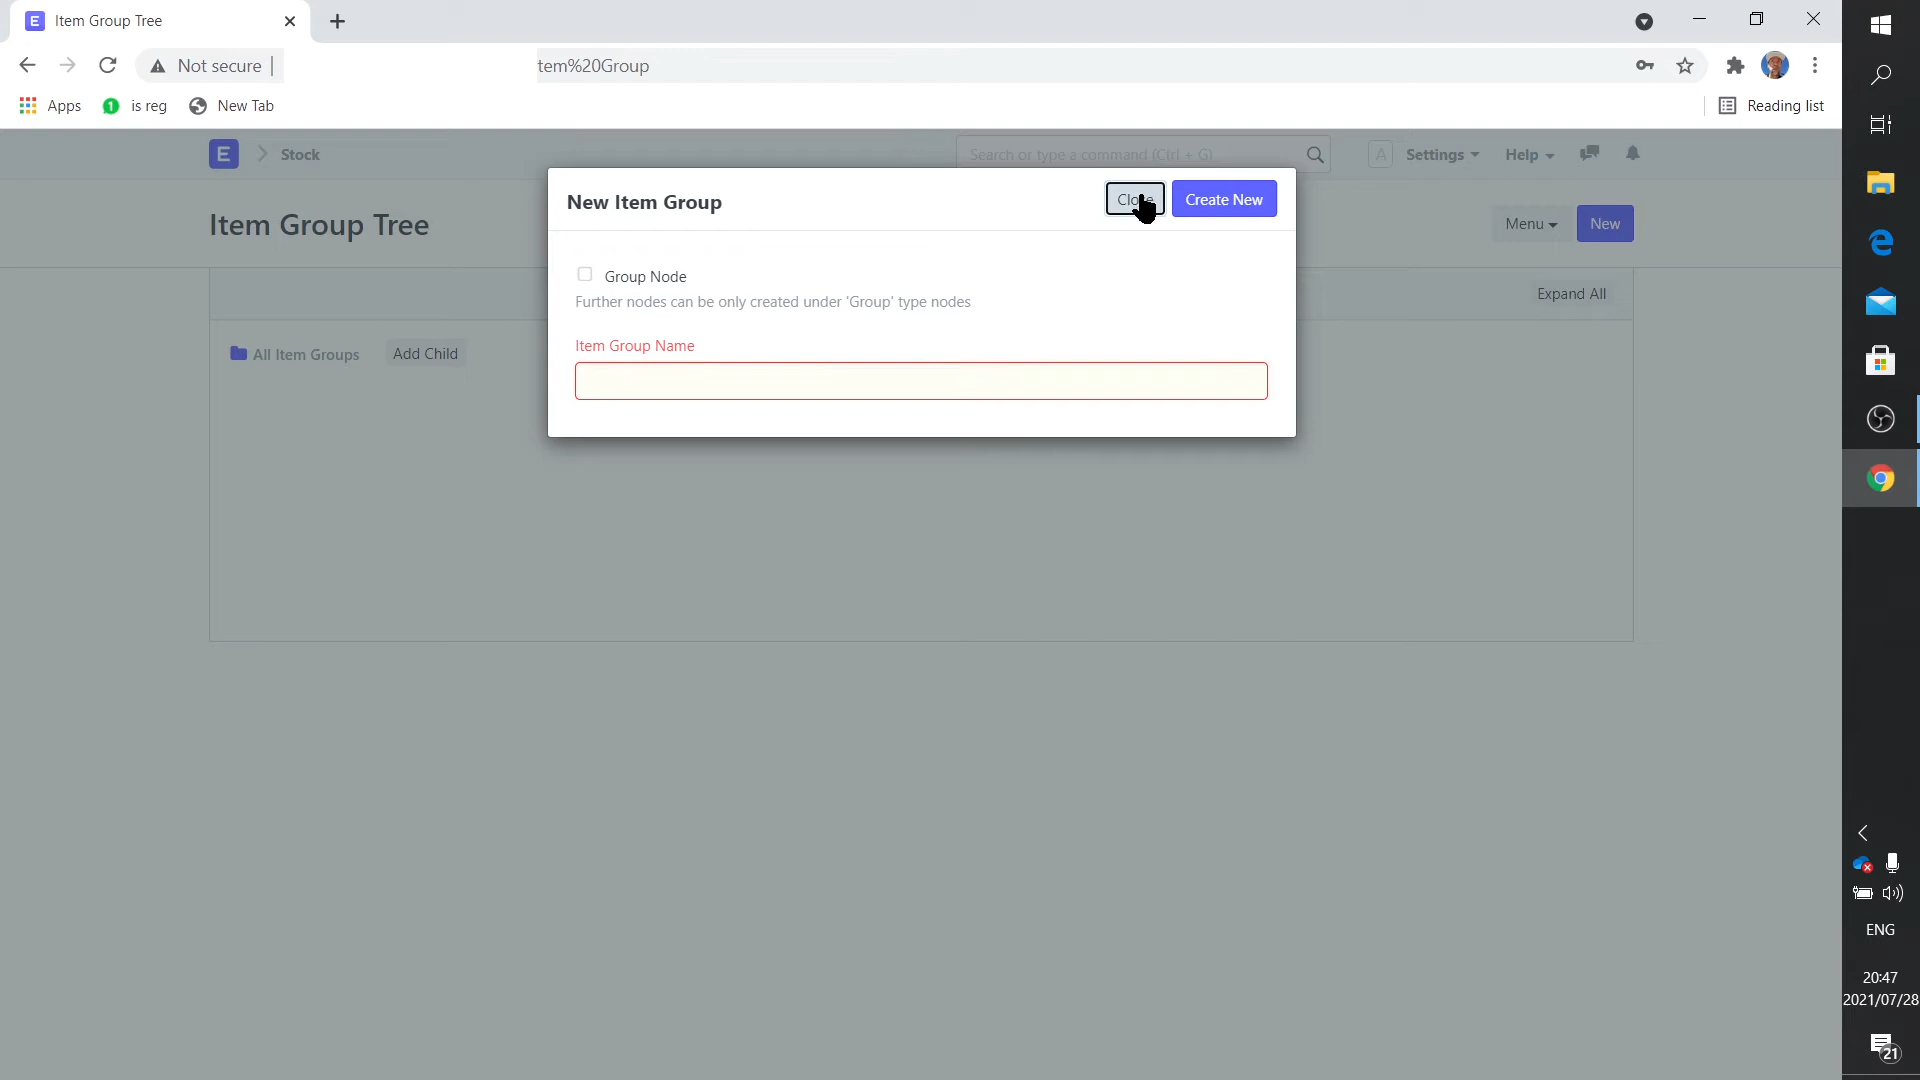 E Item Group Tree
Not secure
tem%20Group
Apps
1 is reg
New Tab
Reading list
E Stock
Search or type a command (Ctrl + G)
A Settings
Help
New Item Group
Create New
Item Group Tree
Menu
New
Group Node
Further nodes can be only created under 'Group' type nodes
Expand All
Item Group Name
All Item Groups
Add Child
ENG
20:47
2021/07/28
21